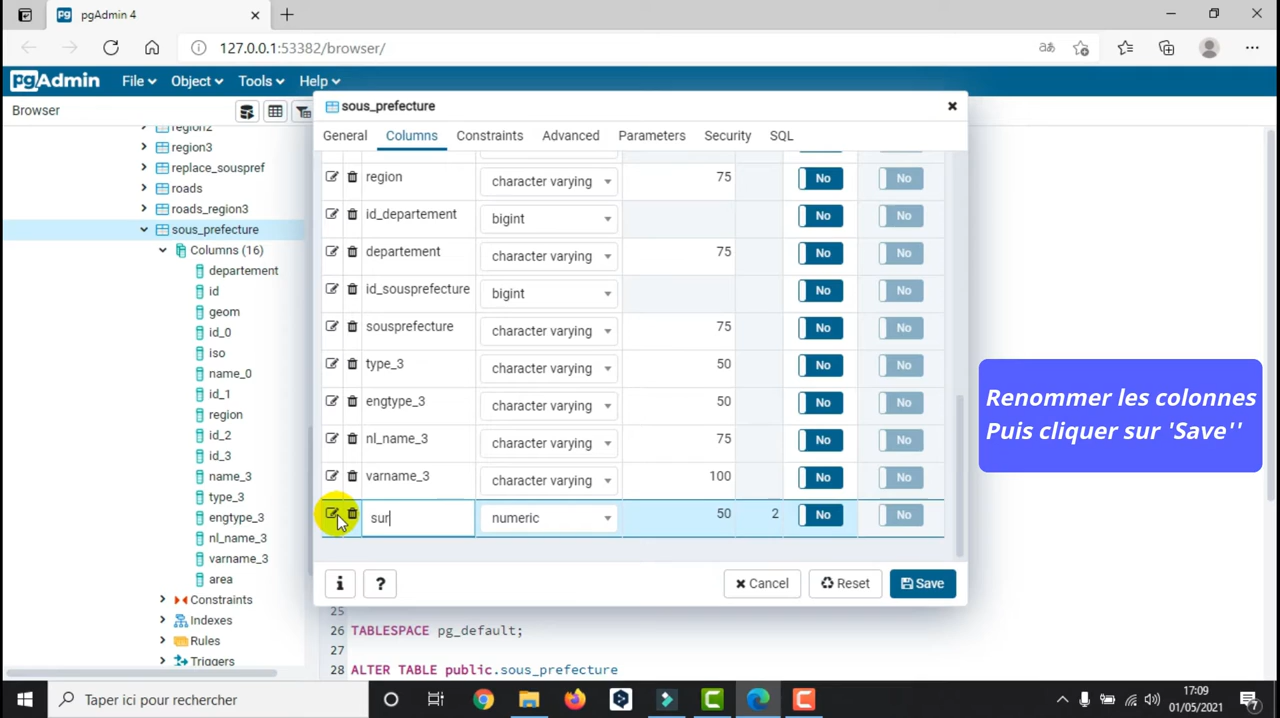 pgAdmin 4
127.0.0.1:53382/browser/
pgAdmin File Object Tools Help
Browser
region2
region3
replace_souspref
roads
roads_region3
sous_prefecture
Columns (16)
departement
id
geom
id_0
iso
name_0
id_1
region
id_2
id_3
name_3
type_3
engtype_3
nl_name_3
varname_3
area
Constraints
Indexes
Rules
Triggers
sous_prefecture
General Columns Constraints Advanced Parameters Security SQL
region character varying 75 No No
id_departement bigint No No
departement character varying 75 No No
id_sousprefecture bigint No No
sousprefecture character varying 75 No No
type_3 character varying 50 No No
engtype_3 character varying 50 No No
nl_name_3 character varying 75 No No
varname_3 character varying 100 No No
sur numeric 50 2 No No
i ? Cancel Reset Save
25
26 TABLESPACE pg_default;
27
28 ALTER TABLE public.sous_prefecture
Renommer les colonnes
Puis cliquer sur 'Save''
Taper ici pour rechercher
17:09
01/05/2021
7